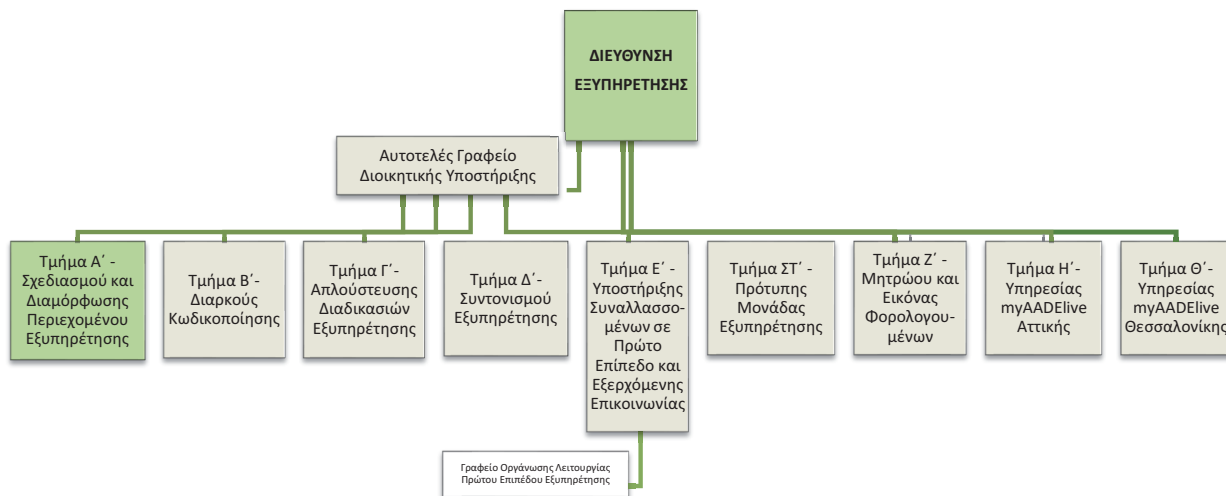 ΔΙΕΥΘΥΝΣΗ
ΕΞΥΠΗΡΕΤΗΣΗΣ
Αυτοτελές Γραφείο
Διοικητικής Υποστήριξης
Τμήμα Α΄ -
Σχεδιασμού και
Διαμόρφωσης
Περιεχομένου
Εξυπηρέτησης
Τμήμα Β΄-
Διαρκούς
Κωδικοποίησης
Τμήμα Γ΄-
Απλούστευσης
Διαδικασιών
Εξυπηρέτησης
Τμήμα Δ΄-
Συντονισμού
Εξυπηρέτησης
Τμήμα Ε΄ -
Υποστήριξης
Συναλλασσο-
μένων σε
Πρώτο
Επίπεδο και
Εξερχόμενης
Επικοινωνίας
Τμήμα ΣΤ΄ -
Πρότυπης
Μονάδας
Εξυπηρέτησης
Τμήμα Ζ΄ -
Μητρώου και
Εικόνας
Φορολογου-
μένων
Τμήμα Η΄-
Υπηρεσίας
myAADElive
Αττικής
Τμήμα Θ΄-
Υπηρεσίας
myAADElive
Θεσσαλονίκης
Γραφείο Οργάνωσης Λειτουργίας
Πρώτου Επιπέδου Εξυπηρέτησης